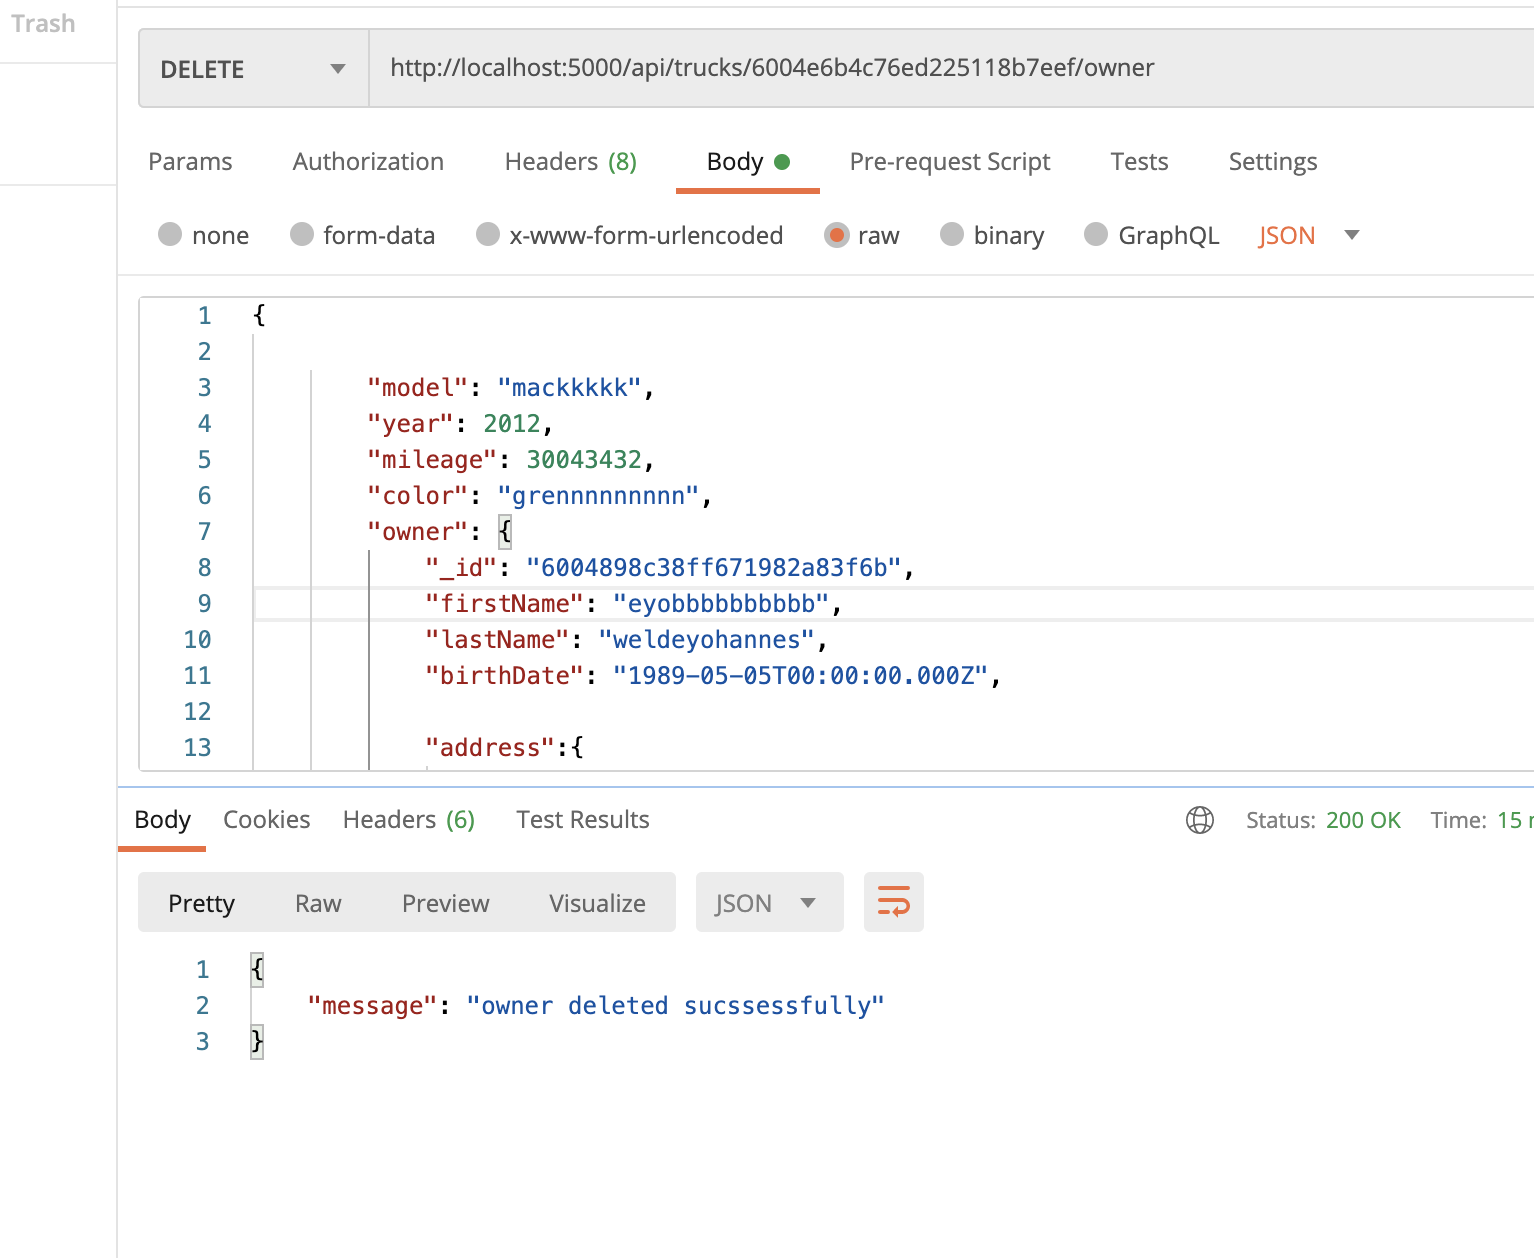 Trash
DELETE http://localhost:5000/api/trucks/6004e6b4c76ed225118b7eef/owner
Params Authorization Headers (8) Body Pre-request Script Tests Settings
none form-data x-www-form-urlencoded raw binary GraphQL JSON
1 {
2
3 "model": "mackkkkk",
4 "year": 2012,
5 "mileage": 30043432,
6 "color": "grennnnnnnnn",
7 "owner": {
8 "_id": "6004898c38ff671982a83f6b",
9 "firstName": "eyobbbbbbbbbb",
10 "lastName": "weldeyohannes",
11 "birthDate": "1989-05-05T00:00:00.000Z",
12
13 "address":{
Body Cookies Headers (6) Test Results Status: 200 OK Time: 15
Pretty Raw Preview Visualize JSON
1 {
2 "message": "owner deleted sucssessfully"
3 }